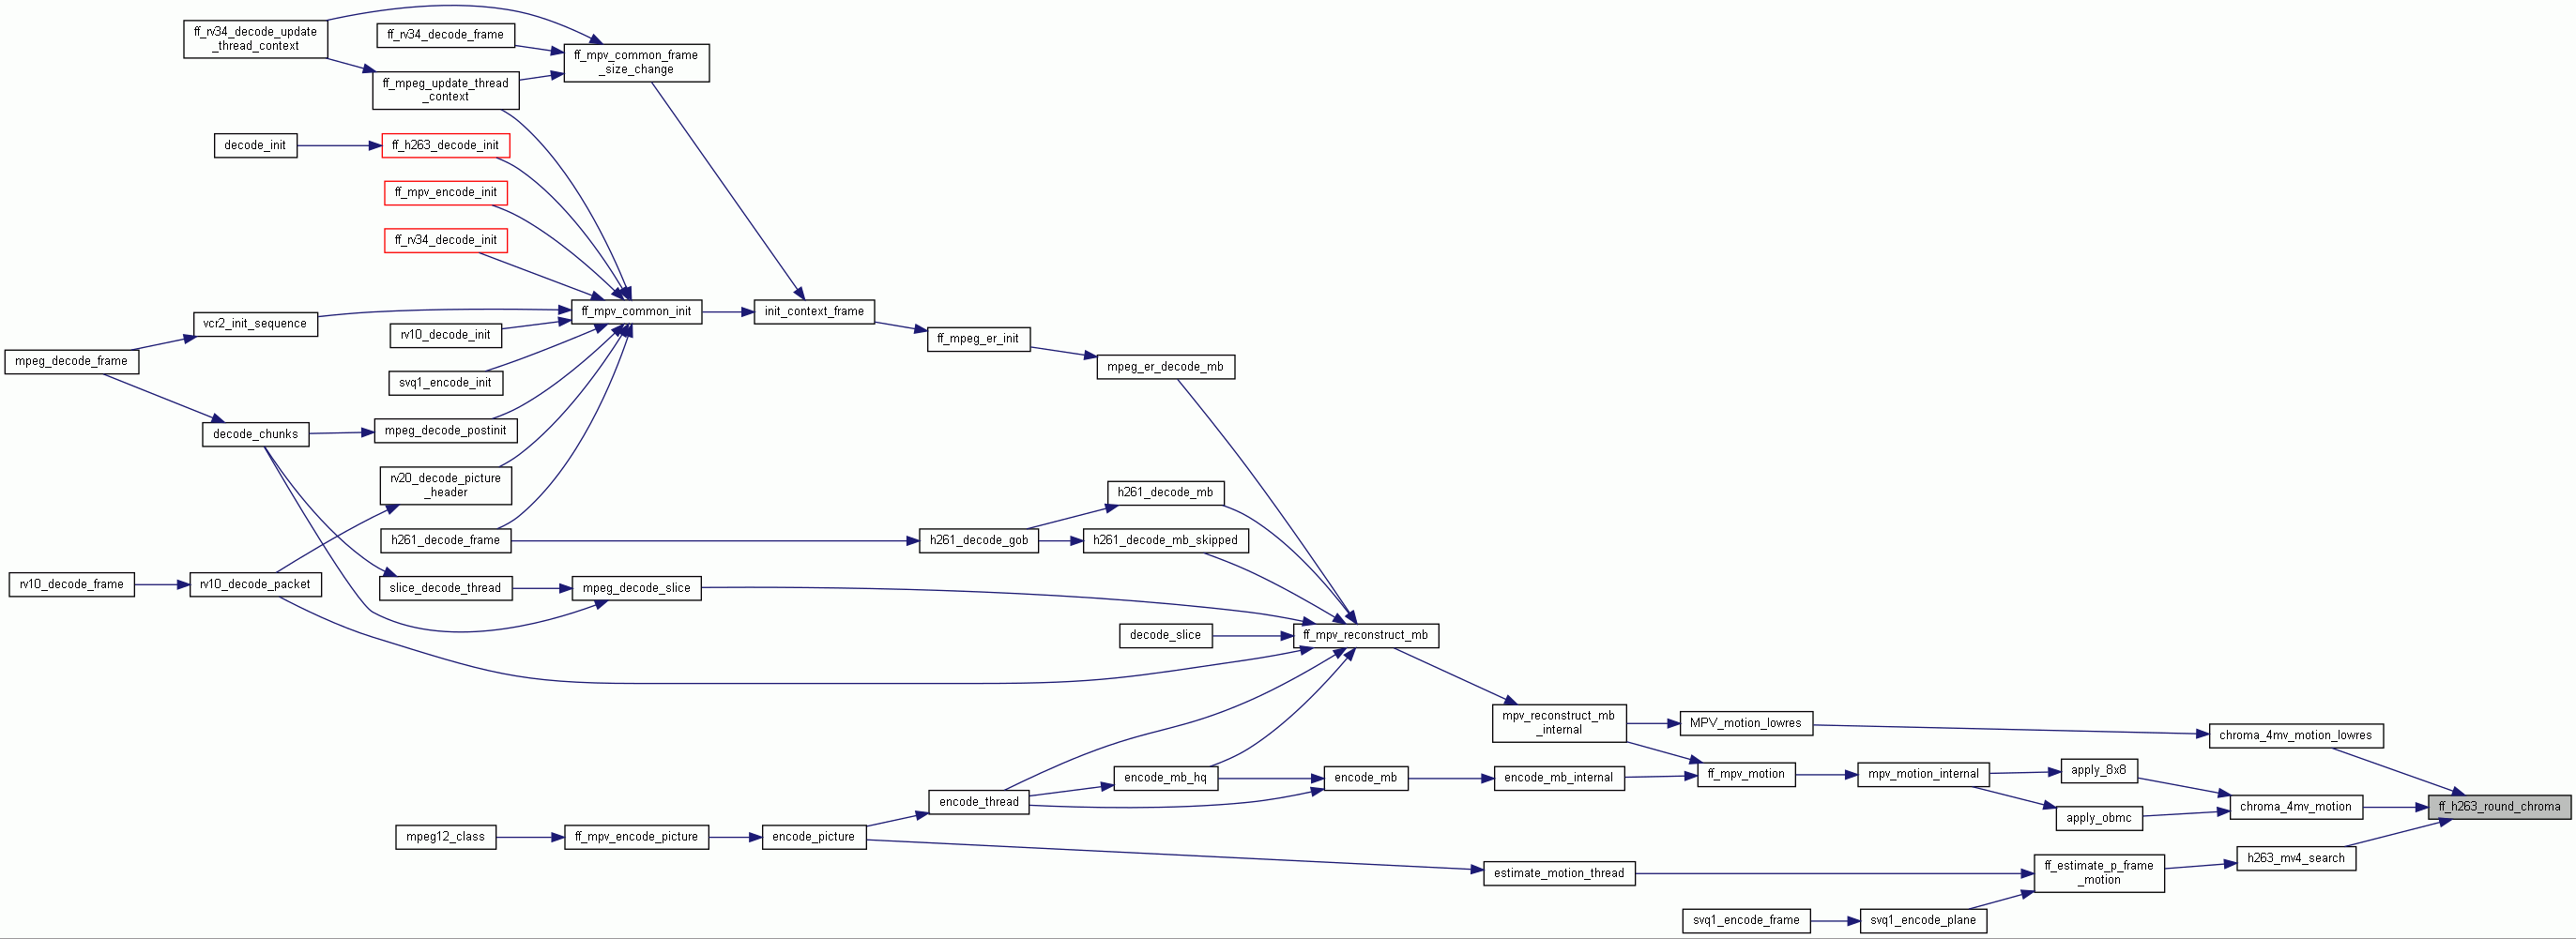 ff_rv34_decode_update
_thread_context
ff_rv34_decode_frame
ff_mpv_common_frame
_size_change
ff_mpeg_update_thread
_context
decode_init
ff_h263_decode_init
ff_mpv_encode_init
ff_rv34_decode_init
ff_mpv_common_init
init_context_frame
vcr2_init_sequence
rv10_decode_init
ff_mpeg_er_init
mpeg_decode_frame
mpeg_er_decode_mb
svq1_encode_init
decode_chunks
mpeg_decode_postinit
rv20_decode_picture
_header
h261_decode_mb
h261_decode_frame
h261_decode_gob
h261_decode_mb_skipped
rv10_decode_frame
rv10_decode_packet
slice_decode_thread
mpeg_decode_slice
decode_slice
ff_mpv_reconstruct_mb
mpv_reconstruct_mb
_internal
MPV_motion_lowres
chroma_4mv_motion_lowres
encode_mb_hq
encode_mb
encode_mb_internal
ff_mpv_motion
mpv_motion_internal
apply_8x8
encode_thread
chroma_4mv_motion
ff_h263_round_chroma
apply_obmc
mpeg12_class
ff_mpv_encode_picture
encode_picture
h263_mv4_search
estimate_motion_thread
ff_estimate_p_frame
_motion
svq1_encode_frame
svq1_encode_plane